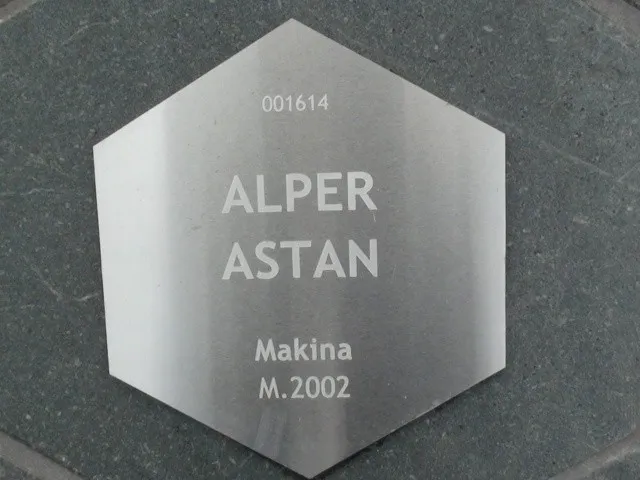 001614
ALPER
ASTAN
Makina
M.2002